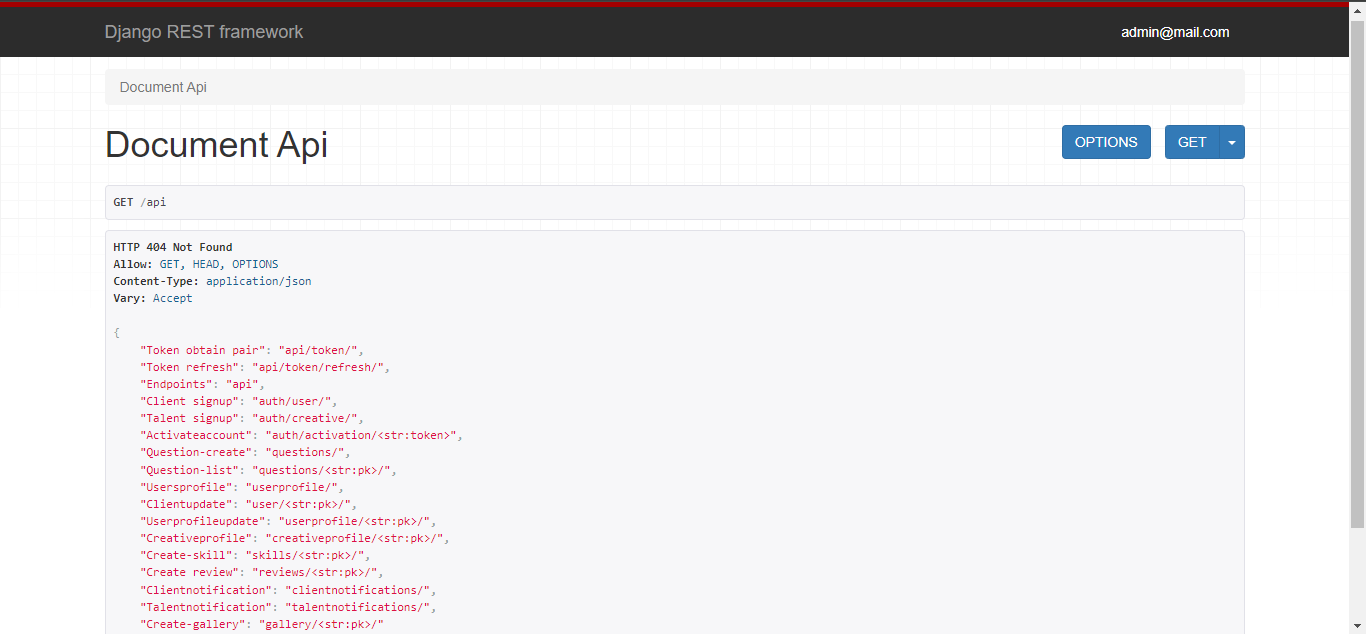 Django REST framework
admin@mail.com
Document Api
Document Api
OPTIONS
GET
GET /api
HTTP 404 Not Found
Allow: GET, HEAD, OPTIONS
Content-Type: application/json
Vary: Accept
{
"Token obtain pair": "api/token/",
"Token refresh": "api/token/refresh/",
"Endpoints": "api",
"Client signup": "auth/user/",
"Talent signup": "auth/creative/",
"Activateaccount": "auth/activation/<str:token>",
"Question-create": "questions/",
"Question-list": "questions/<str:pk>/",
"Usersprofile": "userprofile/",
"Clientupdate": "user/<str:pk>/",
"Userprofileupdate": "userprofile/<str:pk>/",
"Creativeprofile": "creativeprofile/<str:pk>/",
"Create-skill": "skills/<str:pk>/",
"Create review": "reviews/<str:pk>/",
"Clientnotification": "clientnotifications/",
"Talentnotification": "talentnotifications/",
"Create-gallery": "gallery/<str:pk>/"